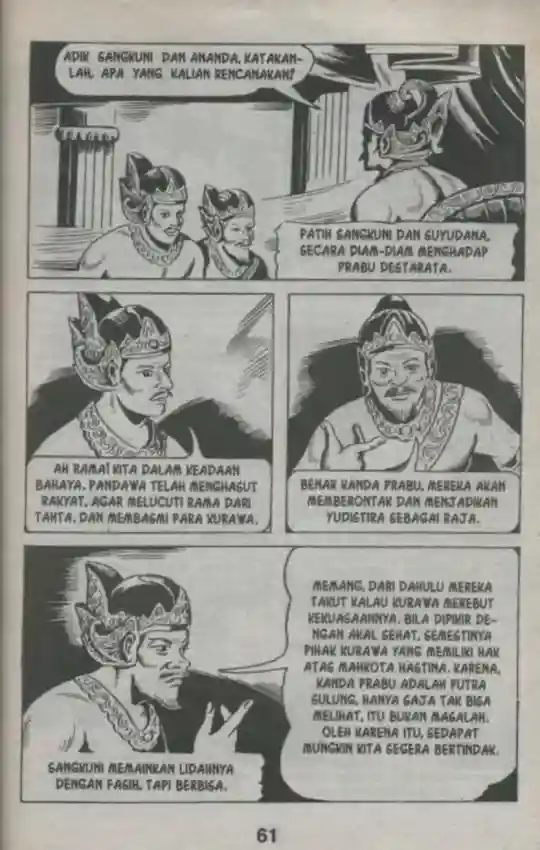 ADIK SANGKUNI DAN ANANDA, KATAKAN-
LAH, APA YANG KALIAN RENCANAKAN?
PATIH SANGKUNI DAN SUYUDANA,
SECARA DIAM-DIAM MENGHADAP
PRABU DESTARATA.
AH RAMA! KITA DALAM KEADAAN
BAHAYA. PANDAWA TELAH MENGHASUT
RAKYAT, AGAR MELUCUTI RAMA DARI
TAHTA, DAN MEMBASMI PARA KURAWA.
BENAR KANDA PRABU, MEREKA AKAN
MEMBERONTAK DAN MENJADIKAN
YUDISTIRA SEBAGAI RAJA.
MEMANG, DARI DAHULU MEREKA
TAKUT KALAU KURAWA MEREBUT
KEKUASAANNYA. BILA DIPIKIR DE-
NGAN AKAL SEHAT, SEMESTINYA
PIHAK KURAWA YANG MEMILIKI HAK
ATAS MAHKOTA HASTINA. KARENA,
KANDA PRABU ADALAH PUTRA
SULUNG, HANYA SAJA TAK BISA
MELIHAT, ITU BUKAN MASALAH.
OLEH KARENA ITU, SEDAPAT
MUNGKIN KITA SEGERA BERTINDAK.
SANGKUNI MEMAINKAN LIDAHNYA
DENGAN FASIH, TAPI BERBISA.
61